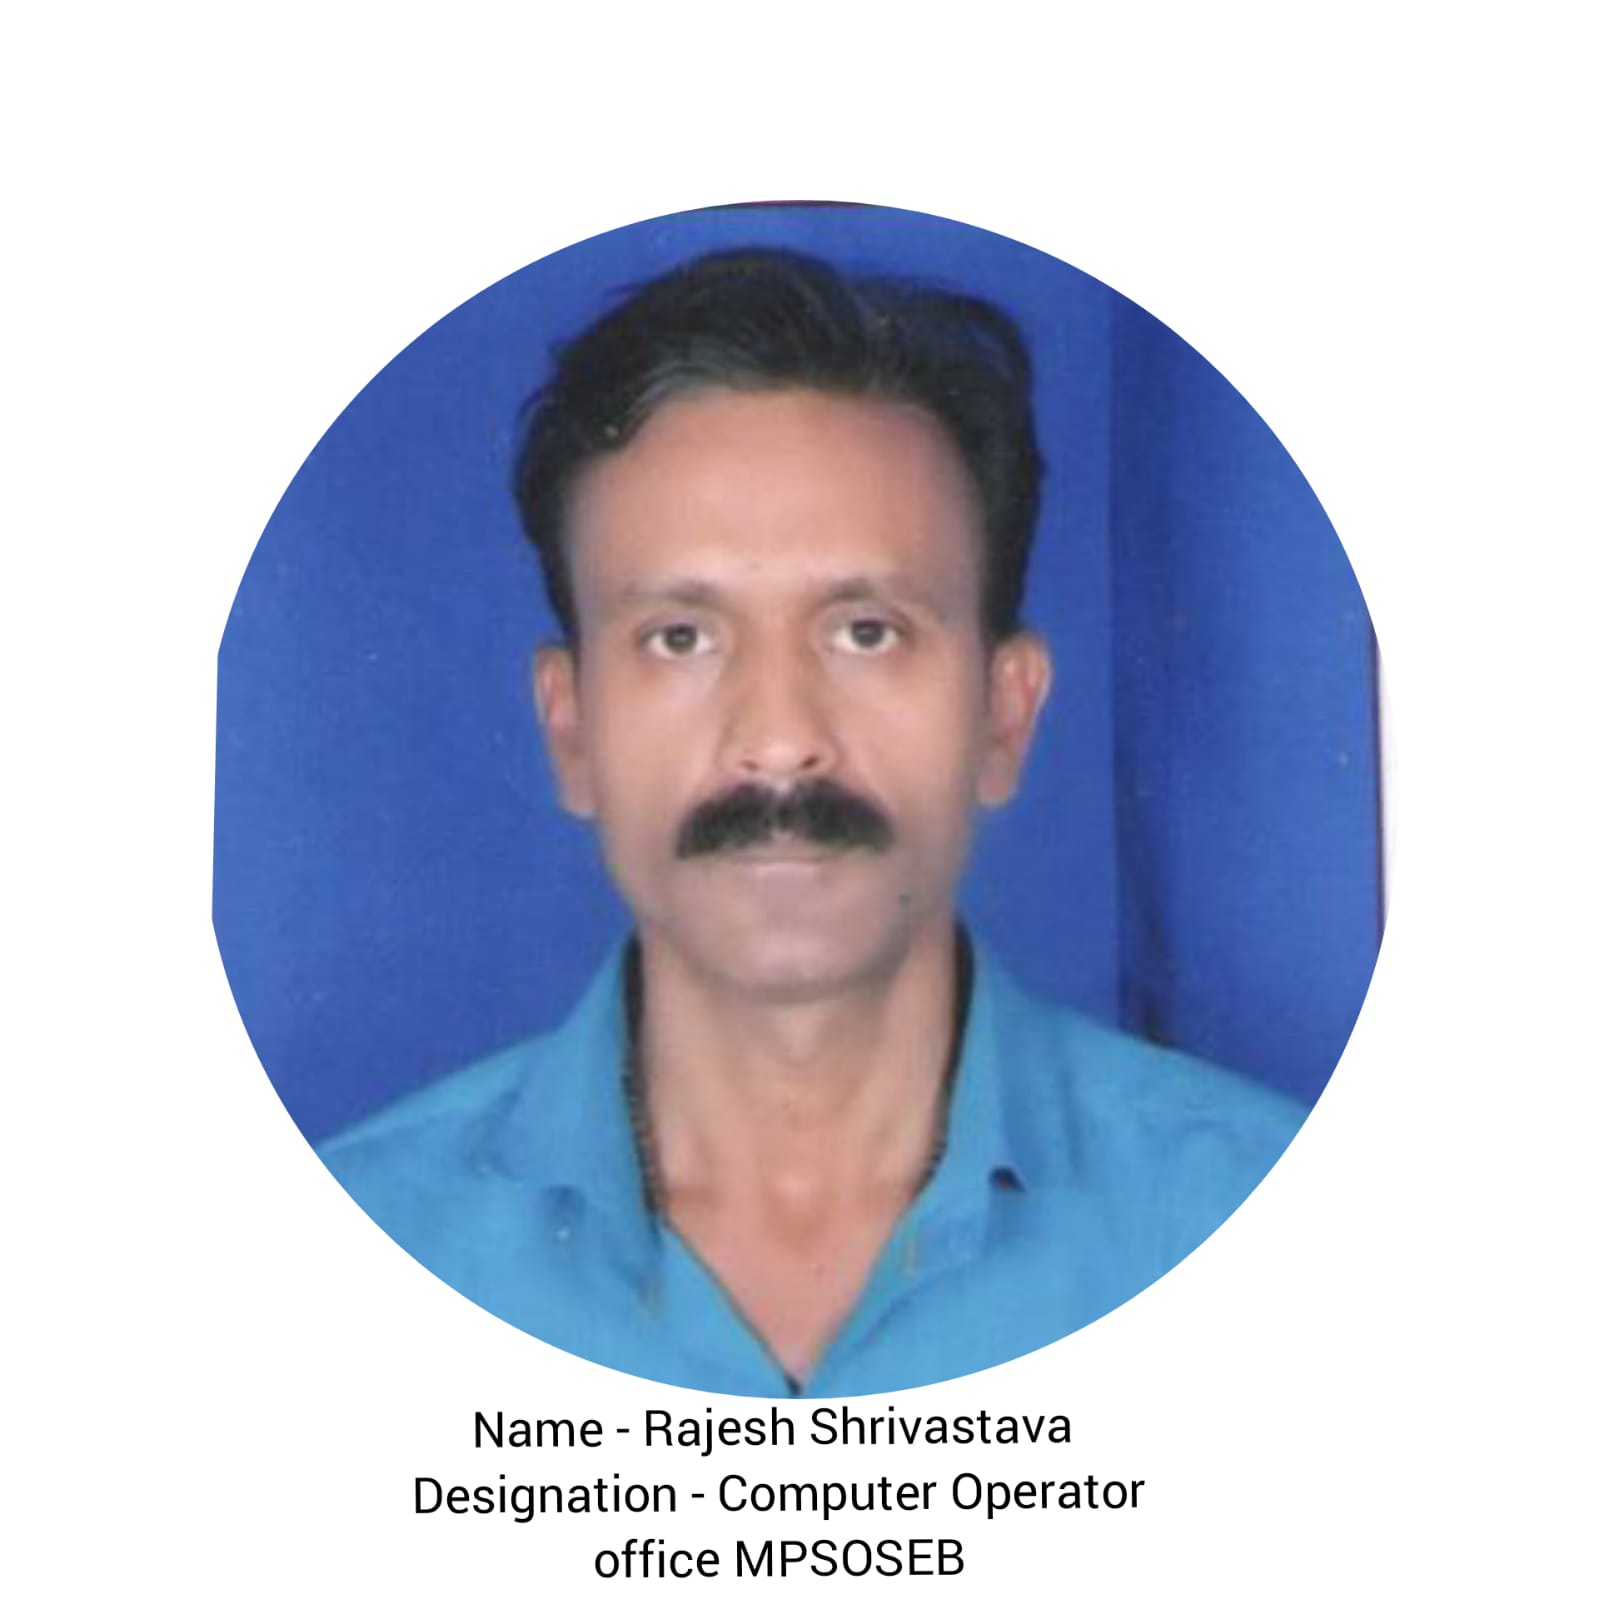 Name - Rajesh Shrivastava
Designation - Computer Operator
office MPSOSEB